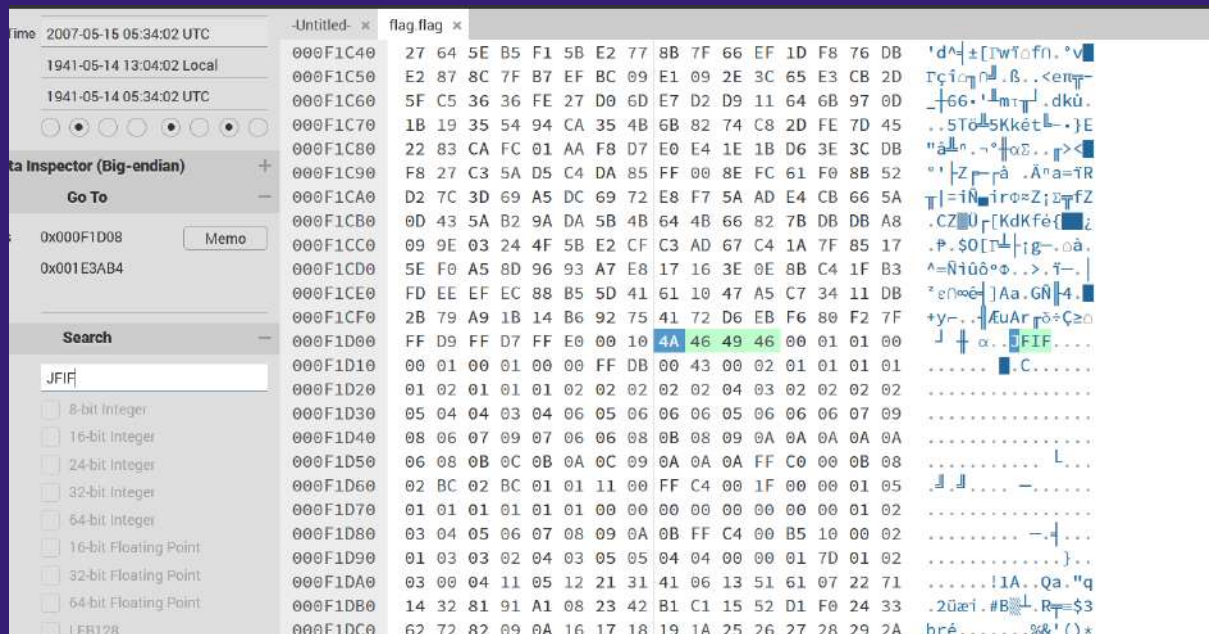 Time 2007-05-15 05:34:02 UTC
1941-05-14 13:04:02 Local
1941-05-14 05:34:02 UTC
ta Inspector (Big-endian) +
Go To −
s 0x000F1D08 Memo
0x001E3AB4
Search −
JFIF
8-bit Integer
16-bit Integer
24-bit Integer
32-bit Integer
64-bit Integer
16-bit Floating Point
32-bit Floating Point
64-bit Floating Point
LEB128
-Untitled- × flag.flag ×
000F1C40 27 64 5E B5 F1 5B E2 77 8B 7F 66 EF 1D F8 76 DB
000F1C50 E2 87 8C 7F B7 EF BC 09 E1 09 2E 3C 65 E3 CB 2D
000F1C60 5F C5 36 36 FE 27 D0 6D E7 D2 D9 11 64 6B 97 0D
000F1C70 1B 19 35 54 94 CA 35 4B 6B 82 74 C8 2D FE 7D 45
000F1C80 22 83 CA FC 01 AA F8 D7 E0 E4 1E 1B D6 3E 3C DB
000F1C90 F8 27 C3 5A D5 C4 DA 85 FF 00 8E FC 61 F0 8B 52
000F1CA0 D2 7C 3D 69 A5 DC 69 72 E8 F7 5A AD E4 CB 66 5A
000F1CB0 0D 43 5A B2 9A DA 5B 4B 64 4B 66 82 7B DB DB A8
000F1CC0 09 9E 03 24 4F 5B E2 CF C3 AD 67 C4 1A 7F 85 17
000F1CD0 5E F0 A5 8D 96 93 A7 E8 17 16 3E 0E 8B C4 1F B3
000F1CE0 FD EE EF EC 88 B5 5D 41 61 10 47 A5 C7 34 11 DB
000F1CF0 2B 79 A9 1B 14 B6 92 75 41 72 D6 EB F6 80 F2 7F
000F1D00 FF D9 FF D7 FF E0 00 10 4A 46 49 46 00 01 01 00
000F1D10 00 01 00 01 00 00 FF DB 00 43 00 02 01 01 01 01
000F1D20 01 02 01 01 01 02 02 02 02 02 04 03 02 02 02 02 ................
000F1D30 05 04 04 03 04 06 05 06 06 06 05 06 06 06 07 09 ................
000F1D40 08 06 07 09 07 06 06 08 0B 08 09 0A 0A 0A 0A 0A ................
000F1D50 06 08 0B 0C 0B 0A 0C 09 0A 0A 0A FF C0 00 0B 08
000F1D60 02 BC 02 BC 01 01 11 00 FF C4 00 1F 00 00 01 05
000F1D70 01 01 01 01 01 01 00 00 00 00 00 00 00 00 01 02 ................
000F1D80 03 04 05 06 07 08 09 0A 0B FF C4 00 B5 10 00 02
000F1D90 01 03 03 02 04 03 05 05 04 04 00 00 01 7D 01 02 .............}..
000F1DA0 03 00 04 11 05 12 21 31 41 06 13 51 61 07 22 71 ......!1A..Qa."q
000F1DB0 14 32 81 91 A1 08 23 42 B1 C1 15 52 D1 F0 24 33 .2üæí.#B▒┴.R╤≡$3
000F1DC0 62 72 82 09 0A 16 17 18 19 1A 25 26 27 28 29 2A bré.......%&'()*